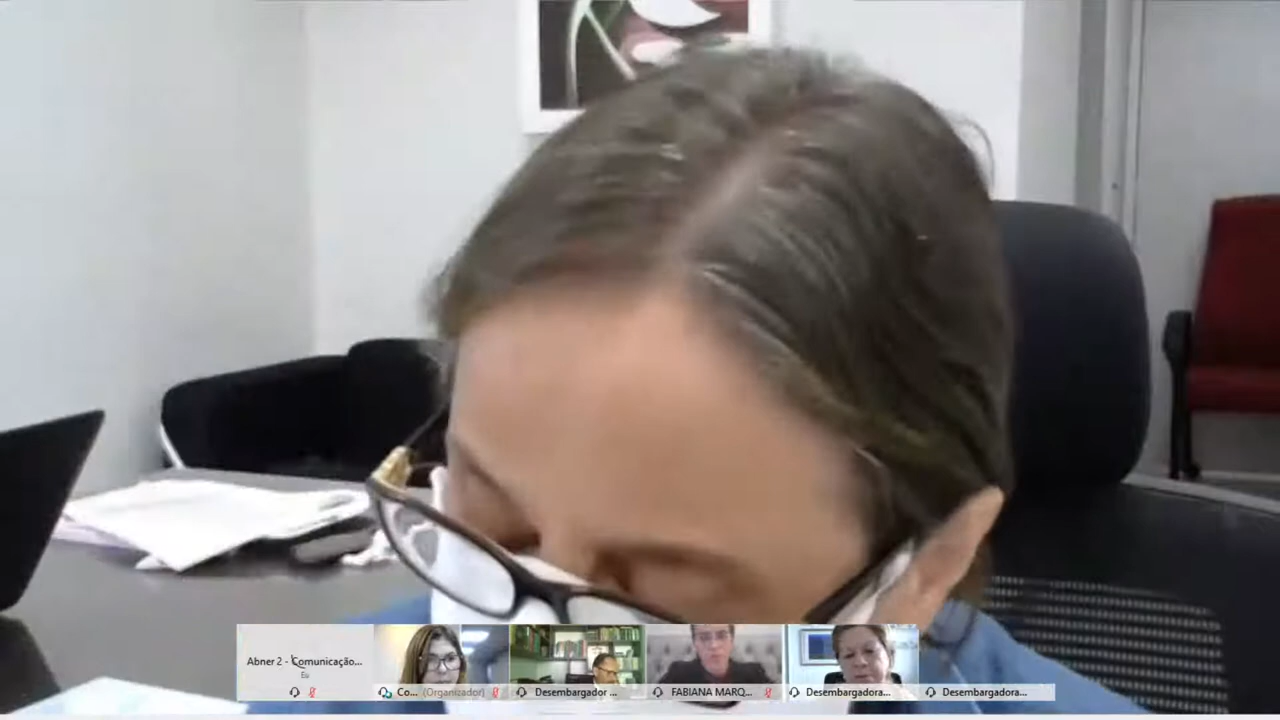 Abner 2 - Comunicação...
Eu
Co... (Organizador)
Desembargador ...
FABIANA MARQ...
Desembargadora...
Desembargadora...